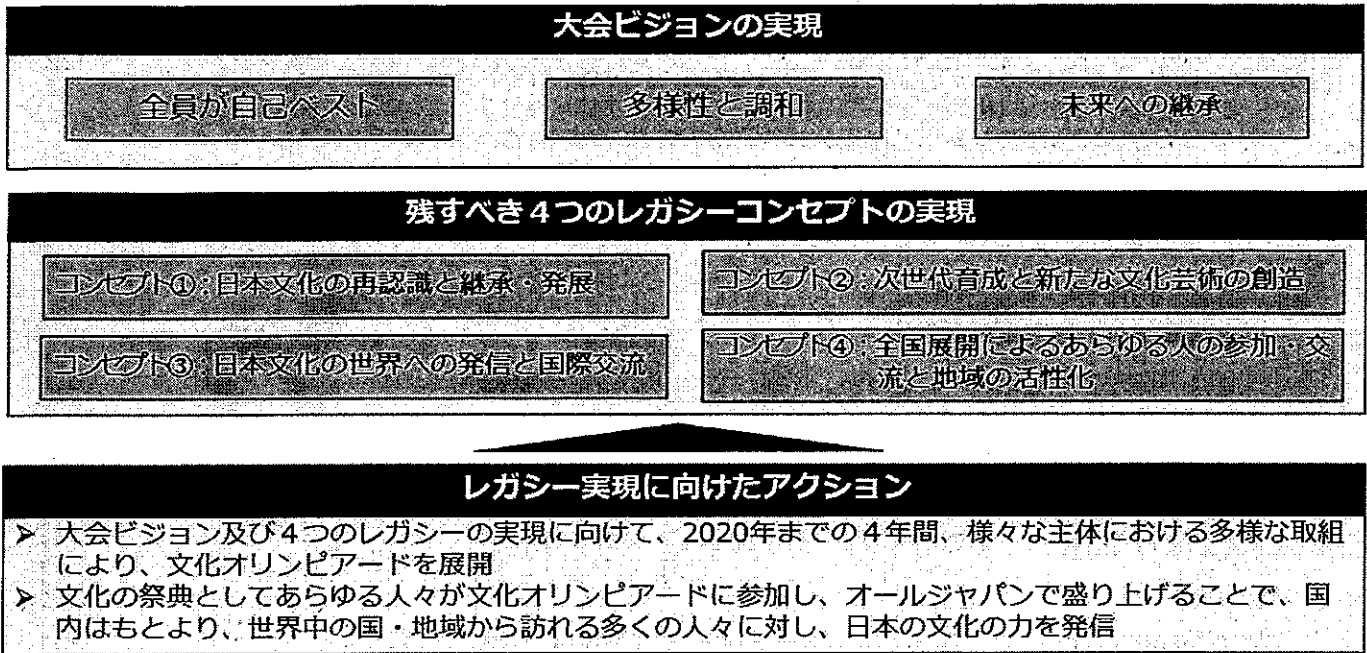 大会ビジョンの実現
全員が自己ベスト
多様性と調和
未来への継承
残すべき4つのレガシーコンセプトの実現
コンセプト①:日本文化の再認識と継承・発展
コンセプト②:次世代育成と新たな文化芸術の創造
コンセプト③:日本文化の世界への発信と国際交流
コンセプト④:全国展開によるあらゆる人の参加・交
流と地域の活性化
レガシー実現に向けたアクション
➢ 大会ビジョン及び4つのレガシーの実現に向けて、2020年までの4年間、様々な主体における多様な取組
により、文化オリンピアードを展開
➢ 文化の祭典としてあらゆる人々が文化オリンピアードに参加し、オールジャパンで盛り上げることで、国
内はもとより、世界中の国・地域から訪れる多くの人々に対し、日本の文化の力を発信